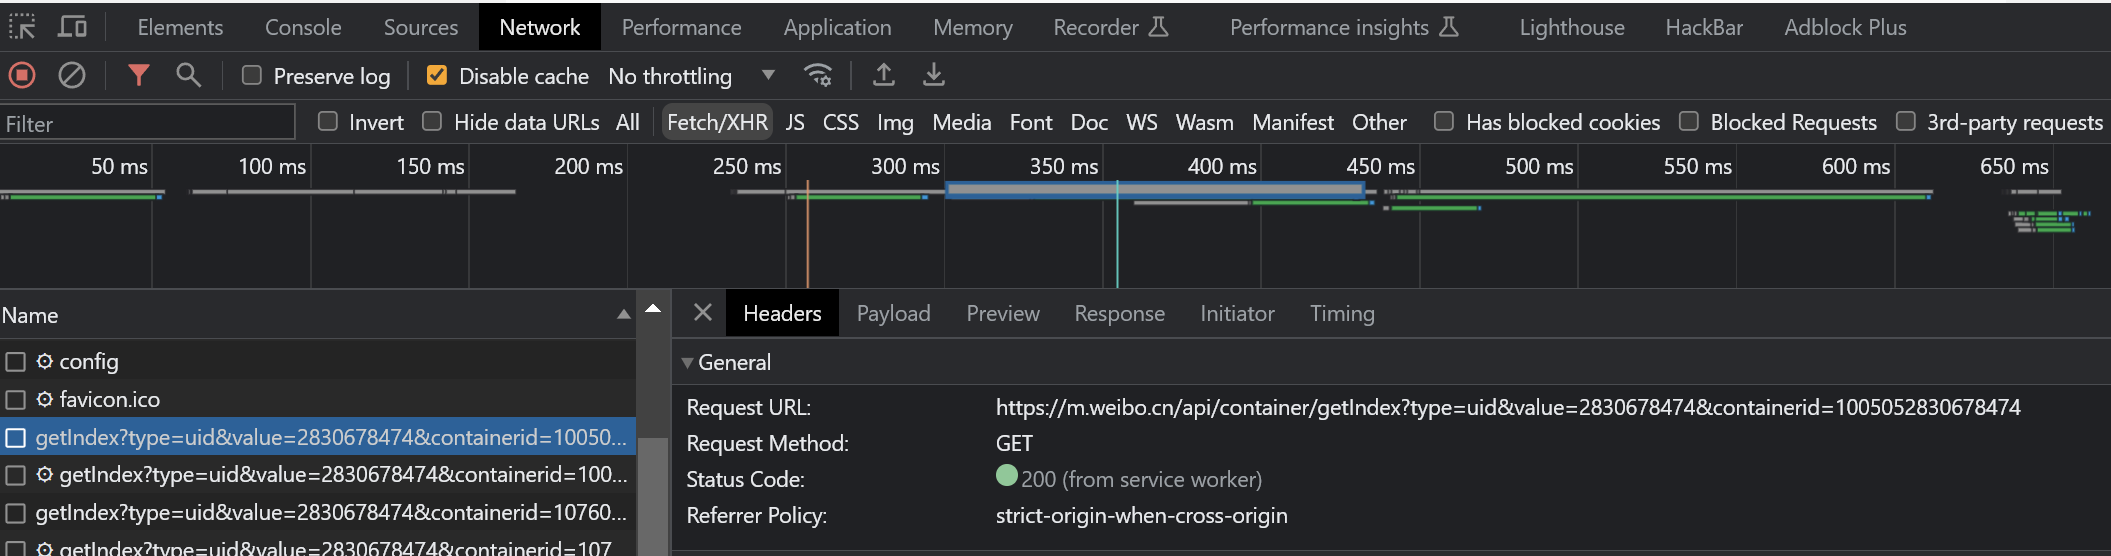 Elements Console Sources Network Performance Application Memory Recorder Performance insights Lighthouse HackBar Adblock Plus
Preserve log Disable cache No throttling
Filter Invert Hide data URLs All Fetch/XHR JS CSS Img Media Font Doc WS Wasm Manifest Other Has blocked cookies Blocked Requests 3rd-party requests
50 ms 100 ms 150 ms 200 ms 250 ms 300 ms 350 ms 400 ms 450 ms 500 ms 550 ms 600 ms 650 ms
Name
config
favicon.ico
getIndex?type=uid&value=2830678474&containerid=10050...
getIndex?type=uid&value=2830678474&containerid=100...
getIndex?type=uid&value=2830678474&containerid=10760...
getIndex?type=uid&value=2830678474&containerid=107
Headers Payload Preview Response Initiator Timing
General
Request URL: https://m.weibo.cn/api/container/getIndex?type=uid&value=2830678474&containerid=1005052830678474
Request Method: GET
Status Code: 200 (from service worker)
Referrer Policy: strict-origin-when-cross-origin